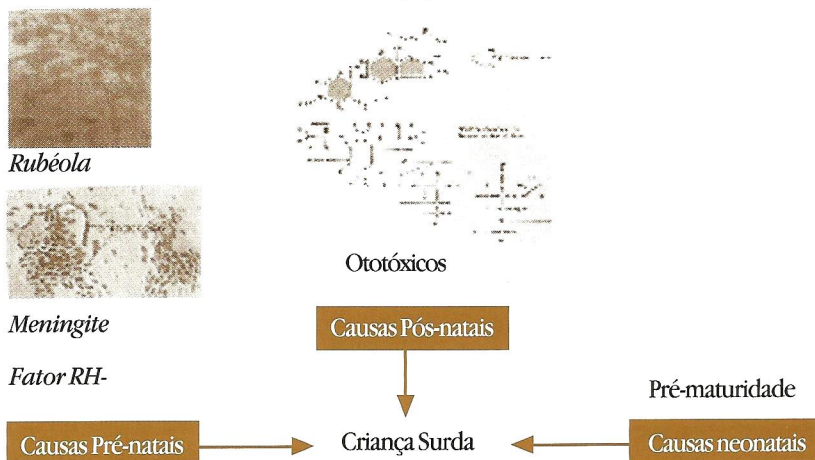 Rubéola
Meningite
Fator RH-
Causas Pré-natais
Ototóxicos
Causas Pós-natais
Criança Surda
Pré-maturidade
Causas neonatais